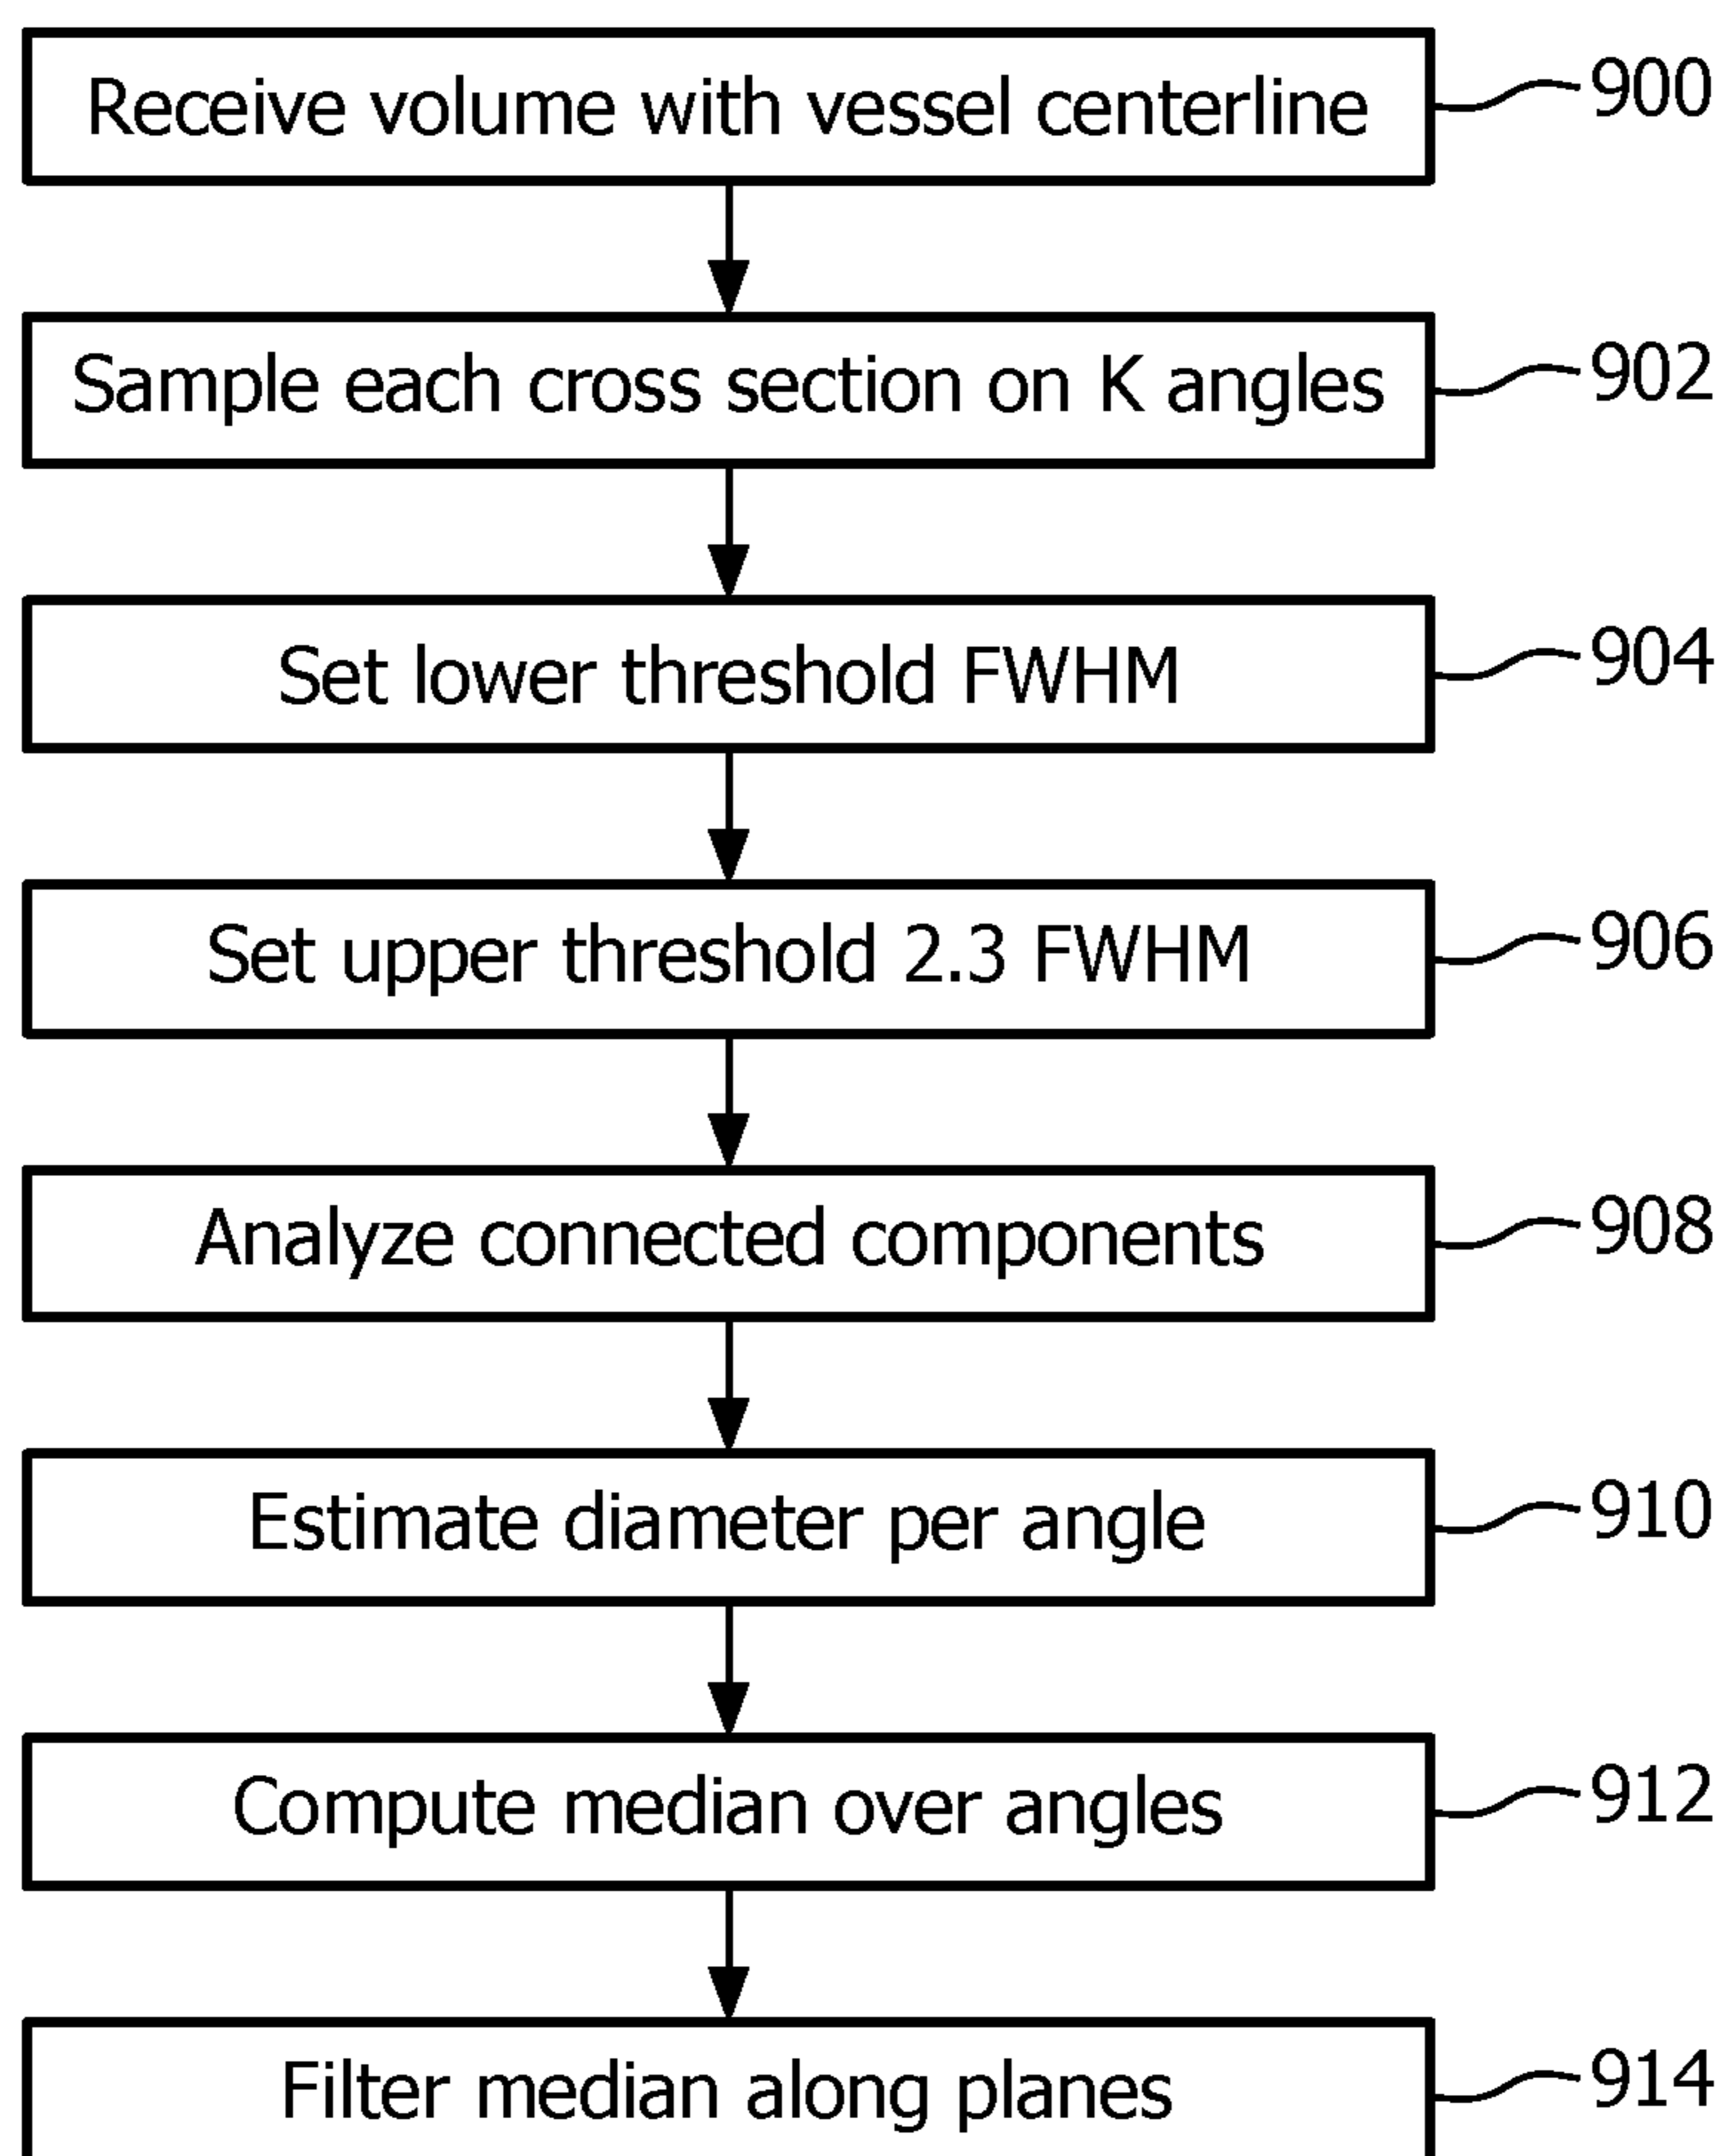 Receive volume with vessel centerline 900
Sample each cross section on K angles 902
Set lower threshold FWHM 904
Set upper threshold 2.3 FWHM 906
Analyze connected components 908
Estimate diameter per angle 910
Compute median over angles 912
Filter median along planes 914